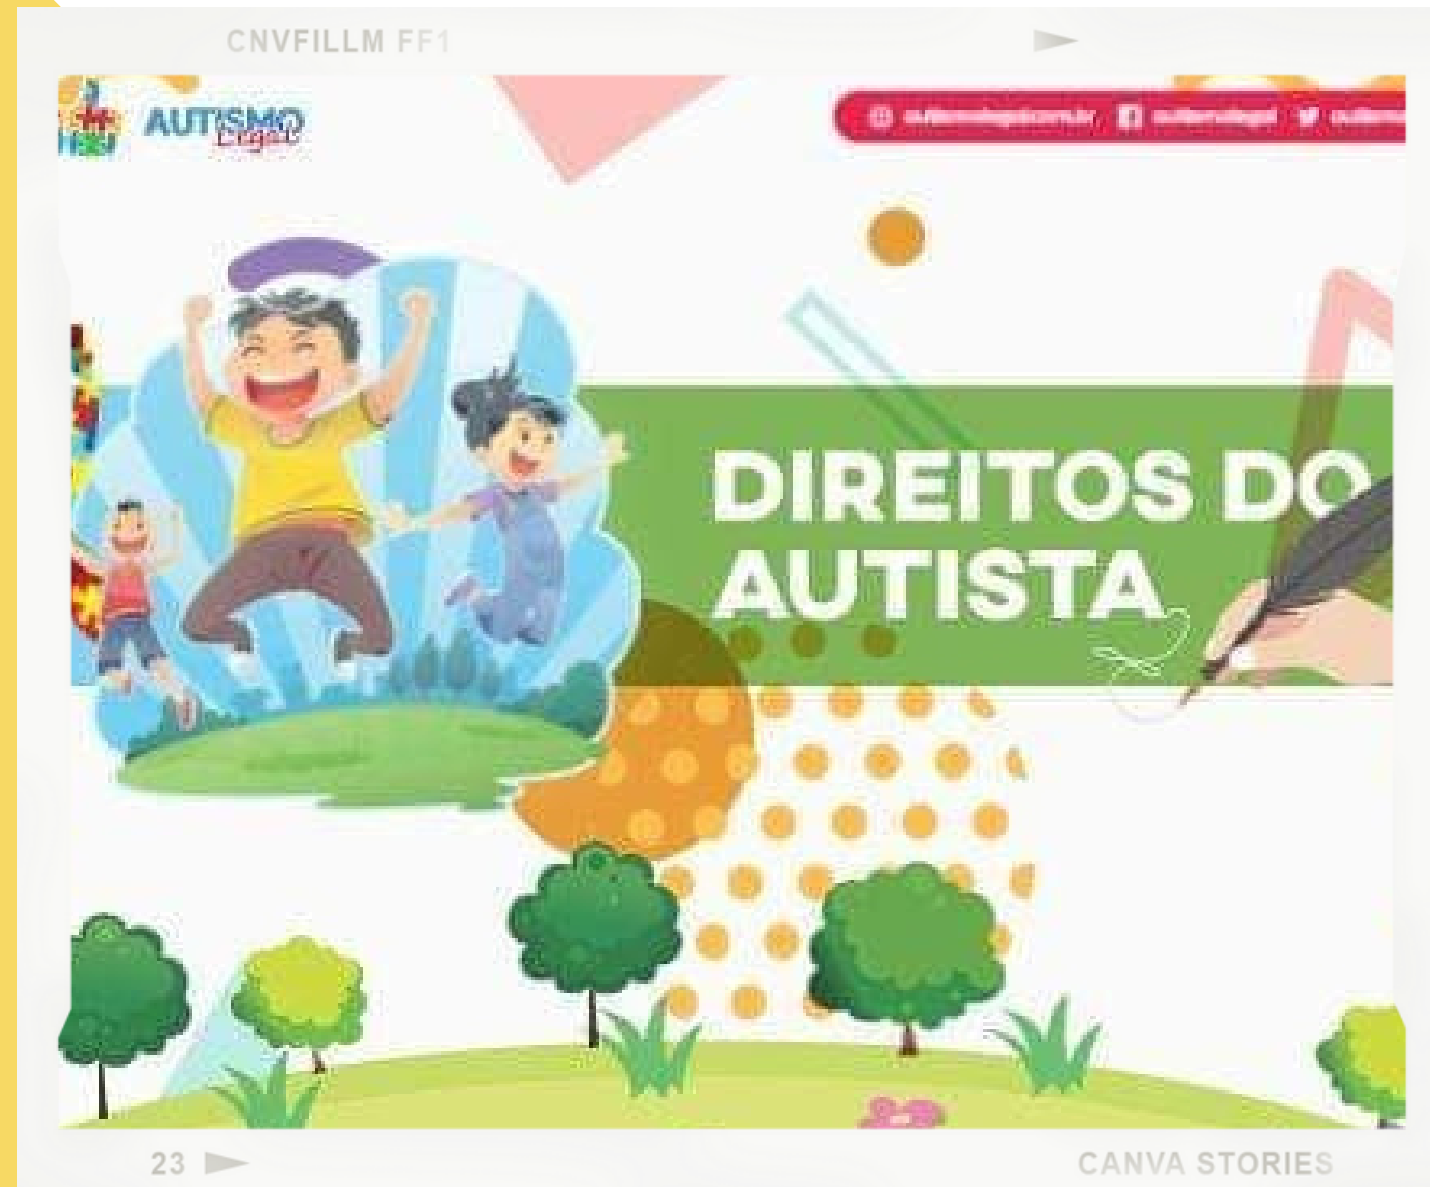 CNVFILLM FF1
AUTISMO
Legal
DIREITOS DO
AUTISTA
23
CANVA STORIES